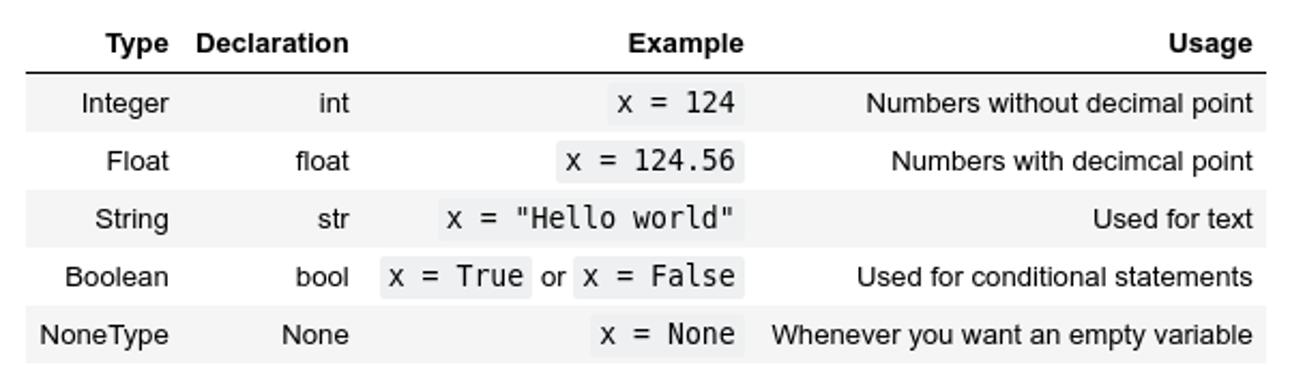 Type Declaration Example Usage
Integer int x = 124 Numbers without decimal point
Float float x = 124.56 Numbers with decimcal point
String str x = "Hello world" Used for text
Boolean bool x = True or x = False Used for conditional statements
NoneType None x = None Whenever you want an empty variable